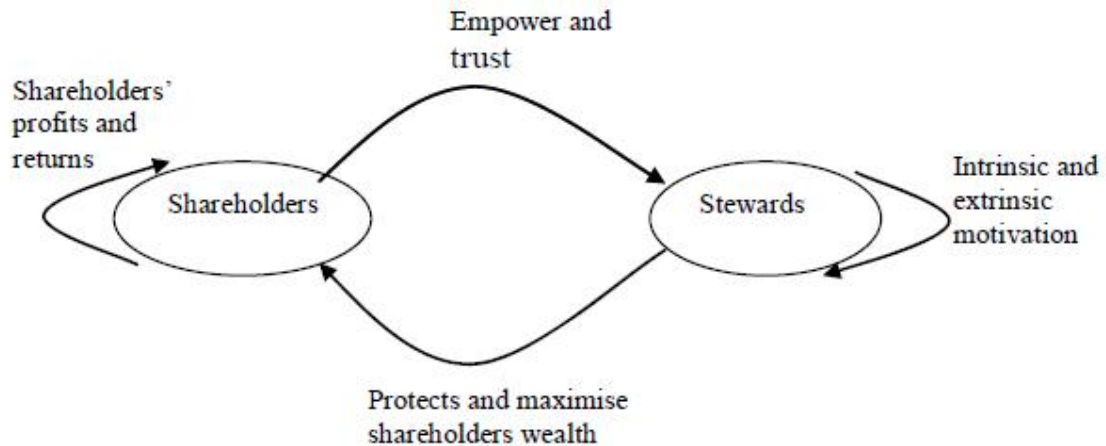 Empower and
trust
Shareholders’
profits and
returns
Shareholders
Stewards
Intrinsic and
extrinsic
motivation
Protects and maximise
shareholders wealth